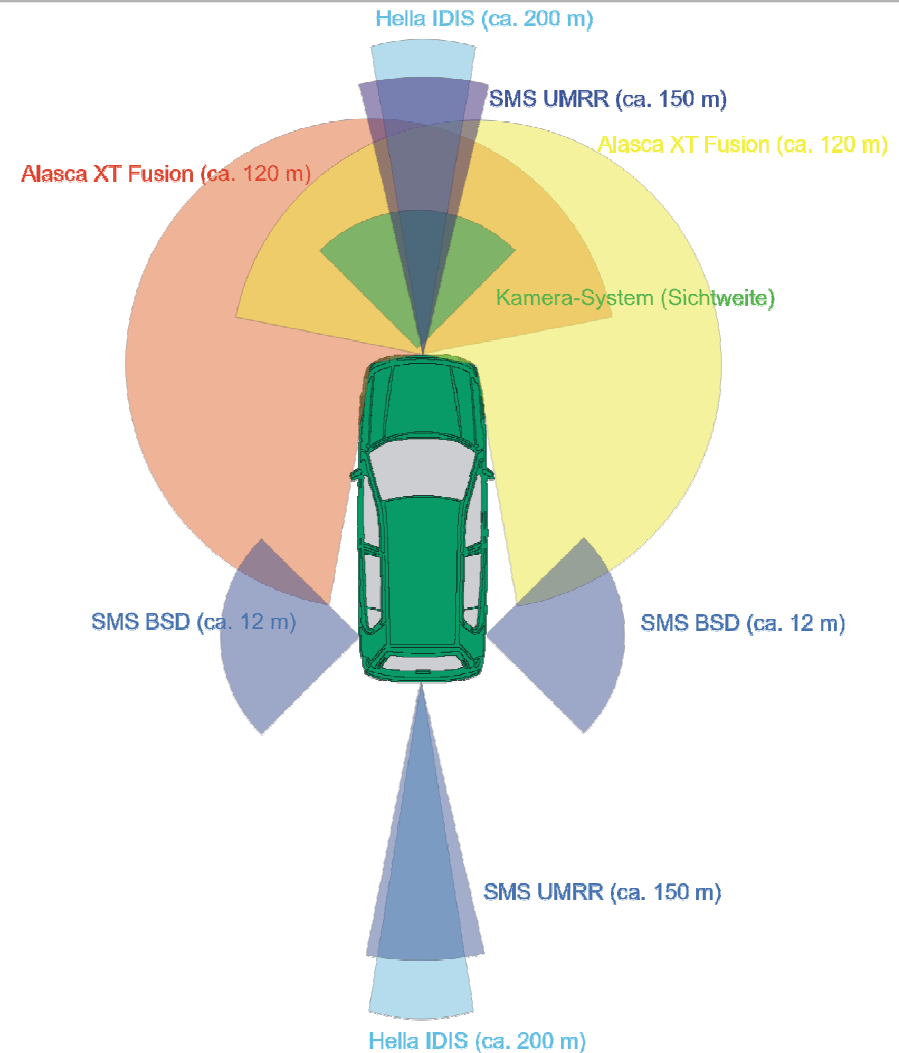 Hella IDIS (ca. 200 m)
SMS UMRR (ca. 150 m)
Alasca XT Fusion (ca. 120 m)
Alasca XT Fusion (ca. 120 m)
Kamera-System (Sichtweite)
SMS BSD (ca. 12 m)
SMS BSD (ca. 12 m)
SMS UMRR (ca. 150 m)
Hella IDIS (ca. 200 m)